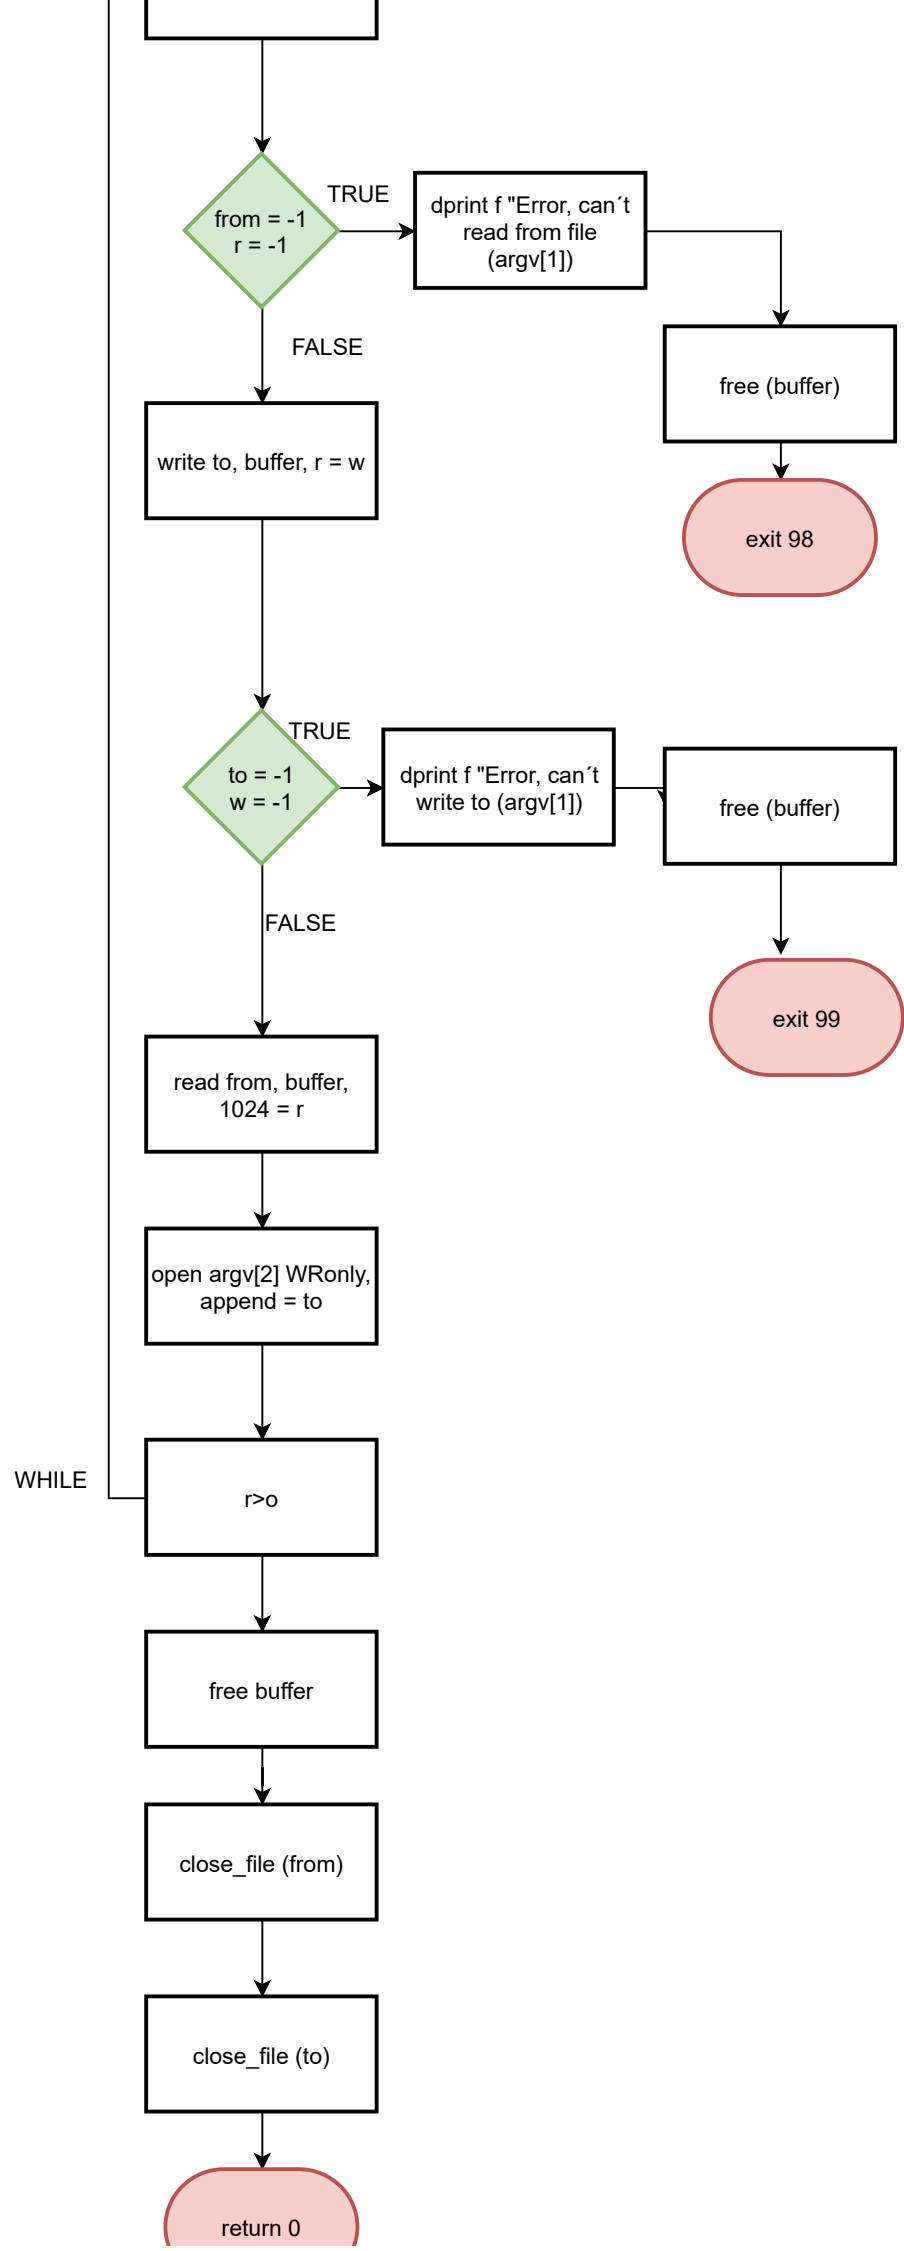 from = -1
r = -1
TRUE
dprint f "Error, can´t
read from file
(argv[1])
FALSE
free (buffer)
write to, buffer, r = w
exit 98
TRUE
to = -1
w = -1
dprint f "Error, can´t
write to (argv[1])
free (buffer)
FALSE
exit 99
read from, buffer,
1024 = r
open argv[2] WRonly,
append = to
WHILE
r>o
free buffer
close_file (from)
close_file (to)
return 0